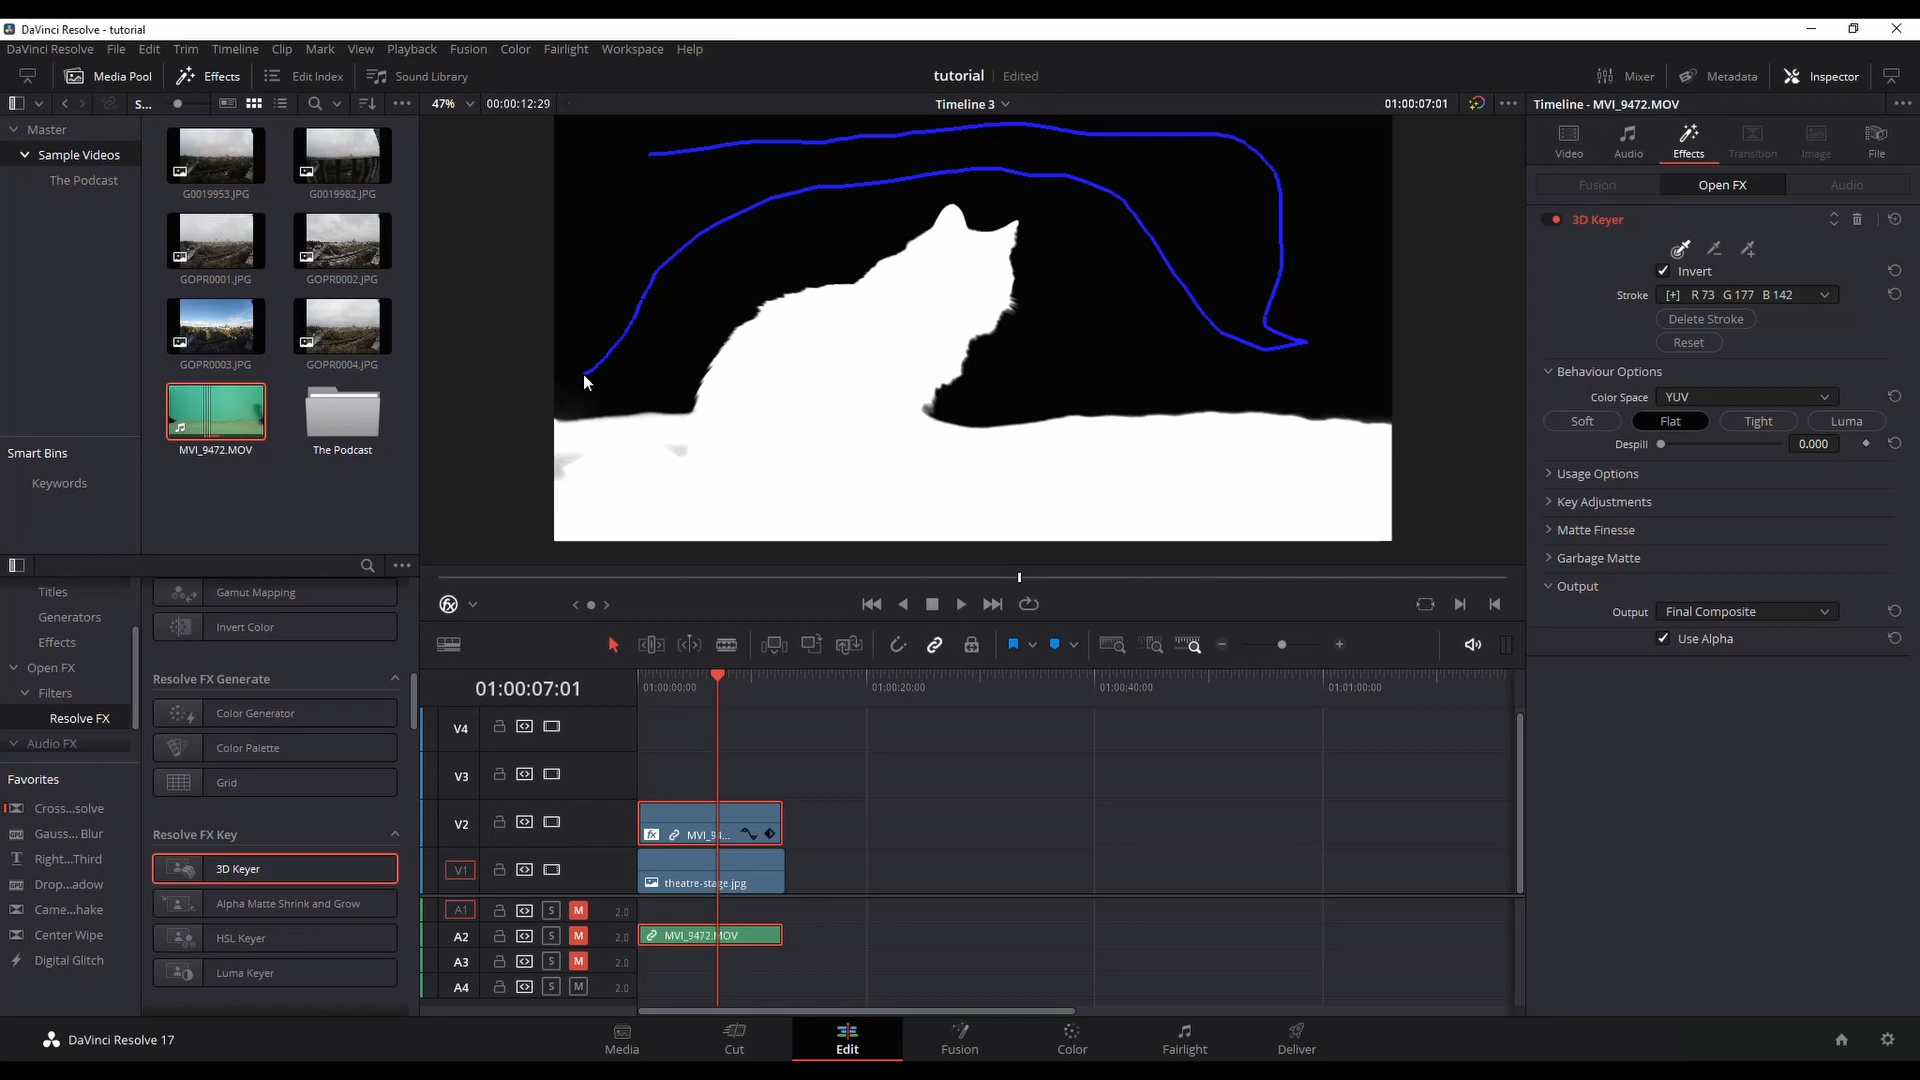 DaVinci Resolve - tutorial
DaVinci Resolve File Edit Trim Timeline Clip Mark View Playback Fusion Color Fairlight Workspace Help
Media Pool Effects Edit Index Sound Library tutorial Edited Mixer Metadata Inspector
S... 47% 00:00:12:29 Timeline 3 01:00:07:01 Timeline - MVI_9472.MOV
Master
Sample Videos
The Podcast
G0019953.JPG G0019982.JPG
GOPR0001.JPG GOPR0002.JPG
GOPR0003.JPG GOPR0004.JPG
MVI_9472.MOV The Podcast
Smart Bins
Keywords
Video Audio Effects Transition Image File
Fusion Open FX Audio
3D Keyer
Invert
Stroke [+] R 73 G 177 B 142
Delete Stroke
Reset
Behaviour Options
Color Space YUV
Soft Flat Tight Luma
Despill 0.000
Usage Options
Key Adjustments
Matte Finesse
Garbage Matte
Output
Output Final Composite
Use Alpha
Titles
Generators
Effects
Open FX
Filters
Resolve FX
Audio FX
Favorites
Cross...solve
Gauss... Blur
Right...Third
Drop...adow
Came...hake
Center Wipe
Digital Glitch
Gamut Mapping
Invert Color
Resolve FX Generate
Color Generator
Color Palette
Grid
Resolve FX Key
3D Keyer
Alpha Matte Shrink and Grow
HSL Keyer
Luma Keyer
01:00:07:01 01:00:00:00 01:00:20:00 01:00:40:00 01:01:00:00
V4
V3
V2 fx MVI_94...
V1 theatre-stage.jpg
A1 S M 2.0
A2 S M 2.0 MVI_9472.MOV
A3 S M 2.0
A4 S M 2.0
DaVinci Resolve 17 Media Cut Edit Fusion Color Fairlight Deliver